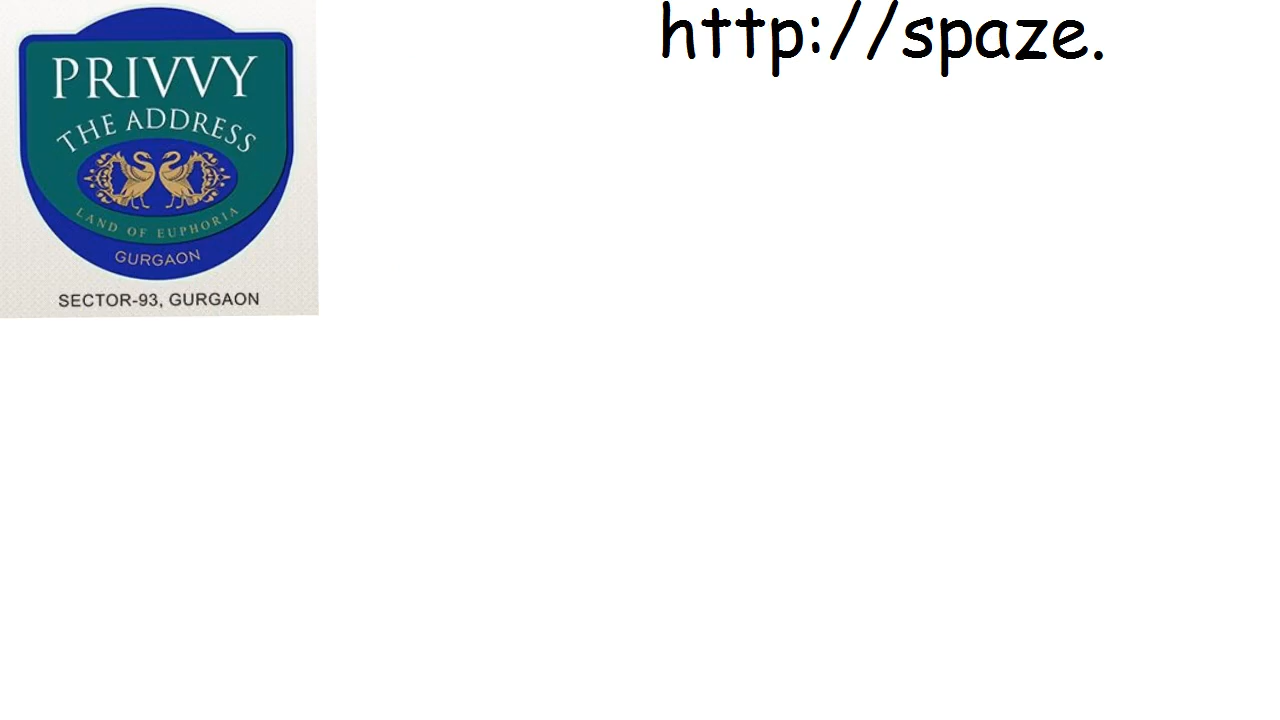 PRIVVY
THE ADDRESS
LAND OF EUPHORIA
GURGAON
SECTOR-93, GURGAON
http://spaze.